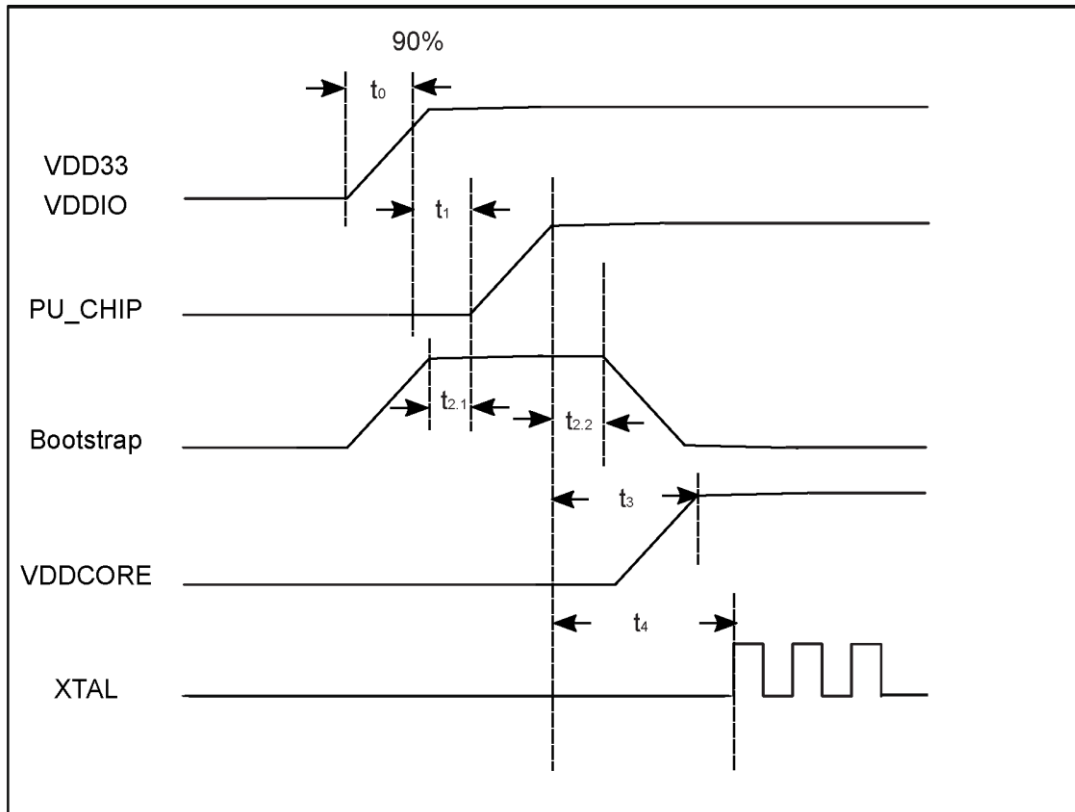 90%
t0
VDD33
VDDIO
t1
PU_CHIP
t2.1
t2.2
Bootstrap
t3
VDDCORE
t4
XTAL